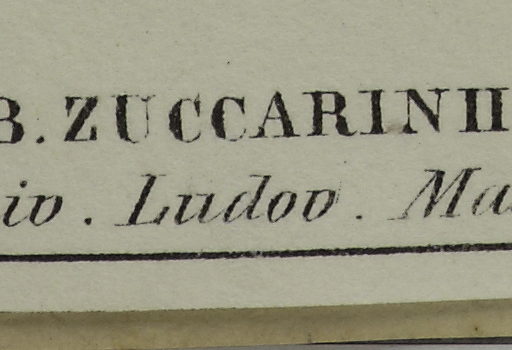 B. ZUCCARINII
iv. Ludov. Ma